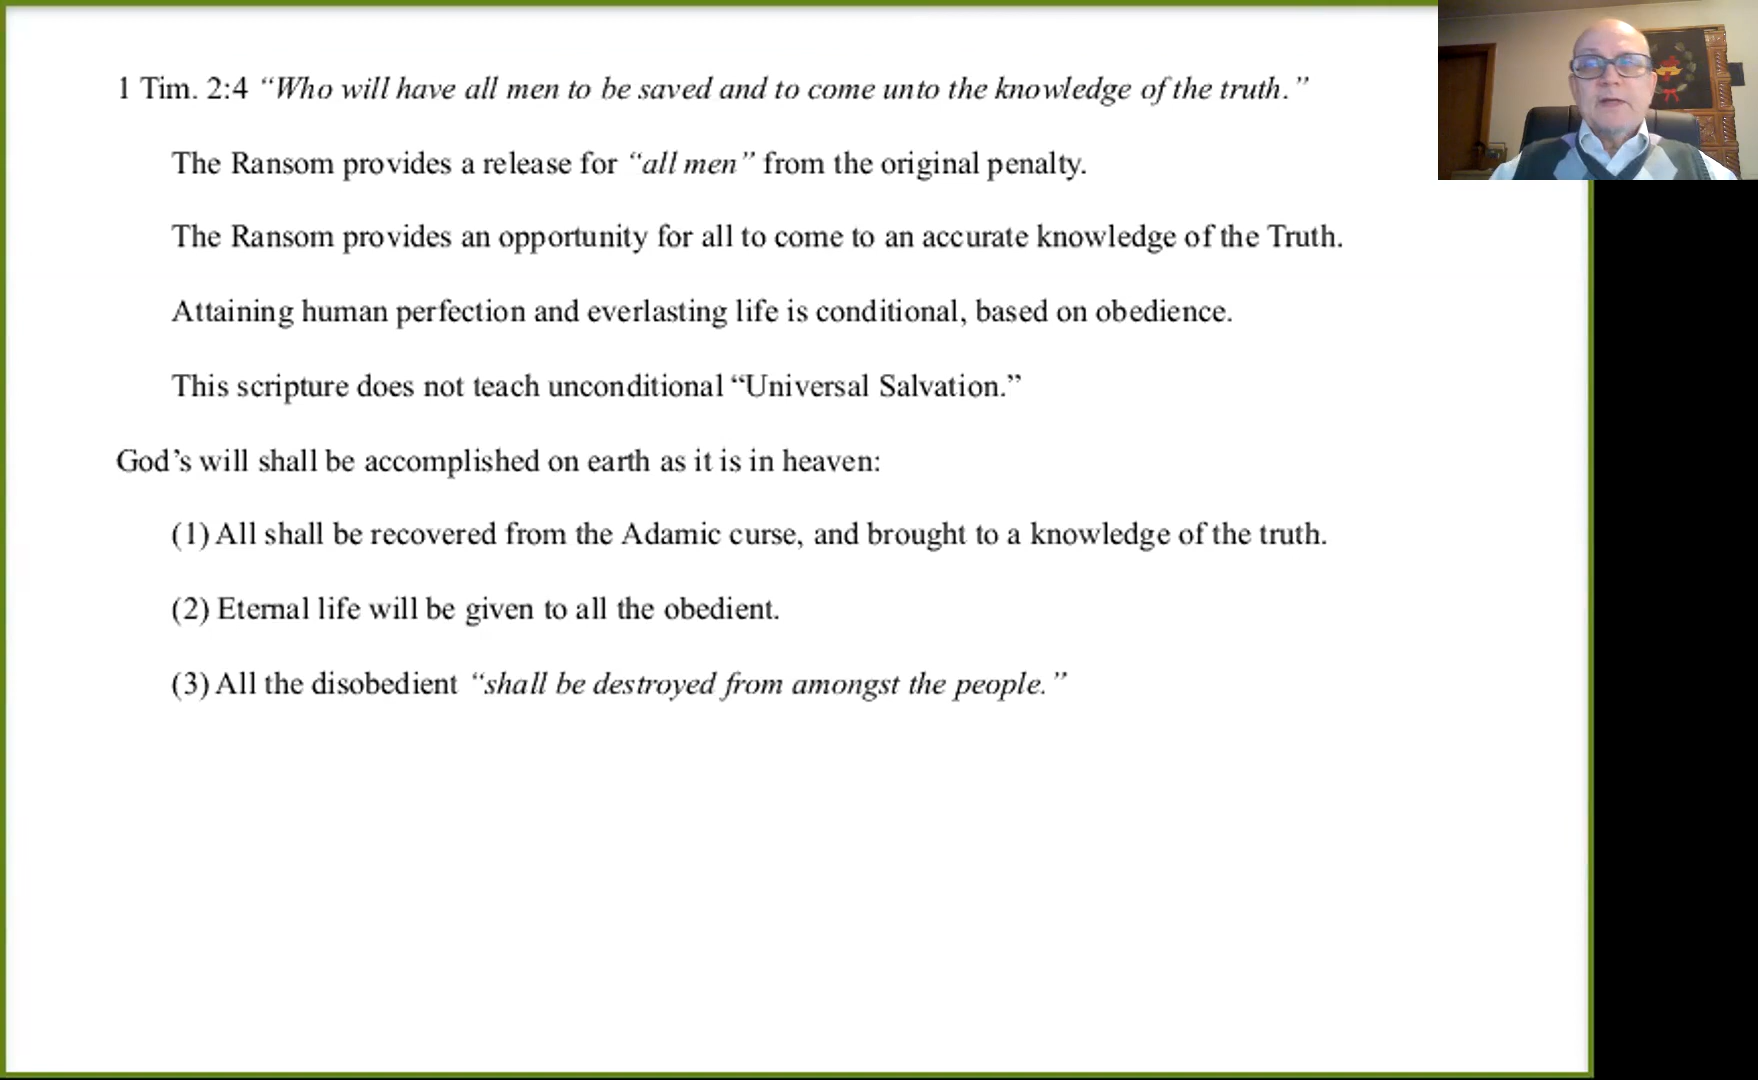 1 Tim. 2:4 “Who will have all men to be saved and to come unto the knowledge of the truth.”
The Ransom provides a release for “all men” from the original penalty.
The Ransom provides an opportunity for all to come to an accurate knowledge of the Truth.
Attaining human perfection and everlasting life is conditional, based on obedience.
This scripture does not teach unconditional “Universal Salvation.”
God’s will shall be accomplished on earth as it is in heaven:
(1) All shall be recovered from the Adamic curse, and brought to a knowledge of the truth.
(2) Eternal life will be given to all the obedient.
(3) All the disobedient “shall be destroyed from amongst the people.”